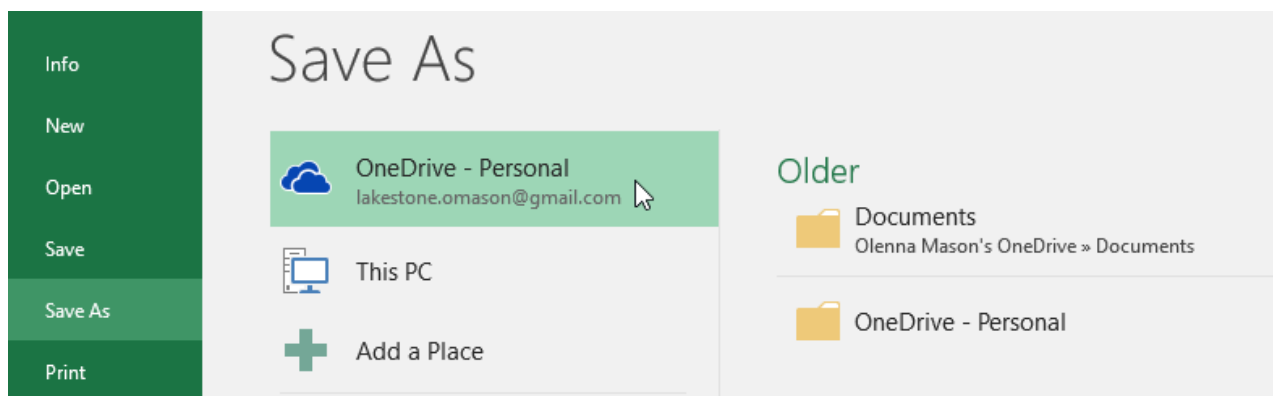 Info
New
Open
Save
Save As
Print
Save As
OneDrive - Personal
lakestone.omason@gmail.com
This PC
Add a Place
Older
Documents
Olenna Mason's OneDrive » Documents
OneDrive - Personal